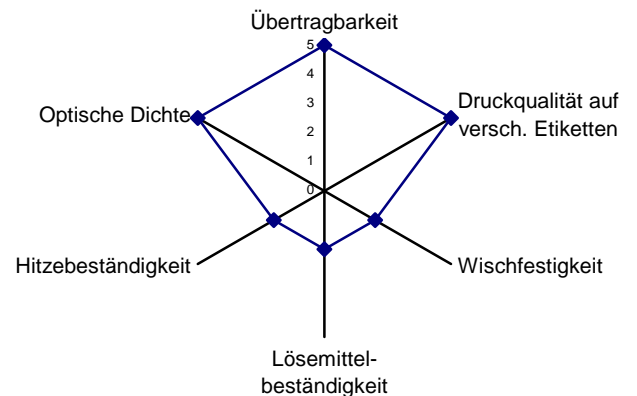 Übertragbarkeit
5
4
3
2
1
0
Druckqualität auf
versch. Etiketten
Wischfestigkeit
Lösemittel-
beständigkeit
Hitzebeständigkeit
Optische Dichte